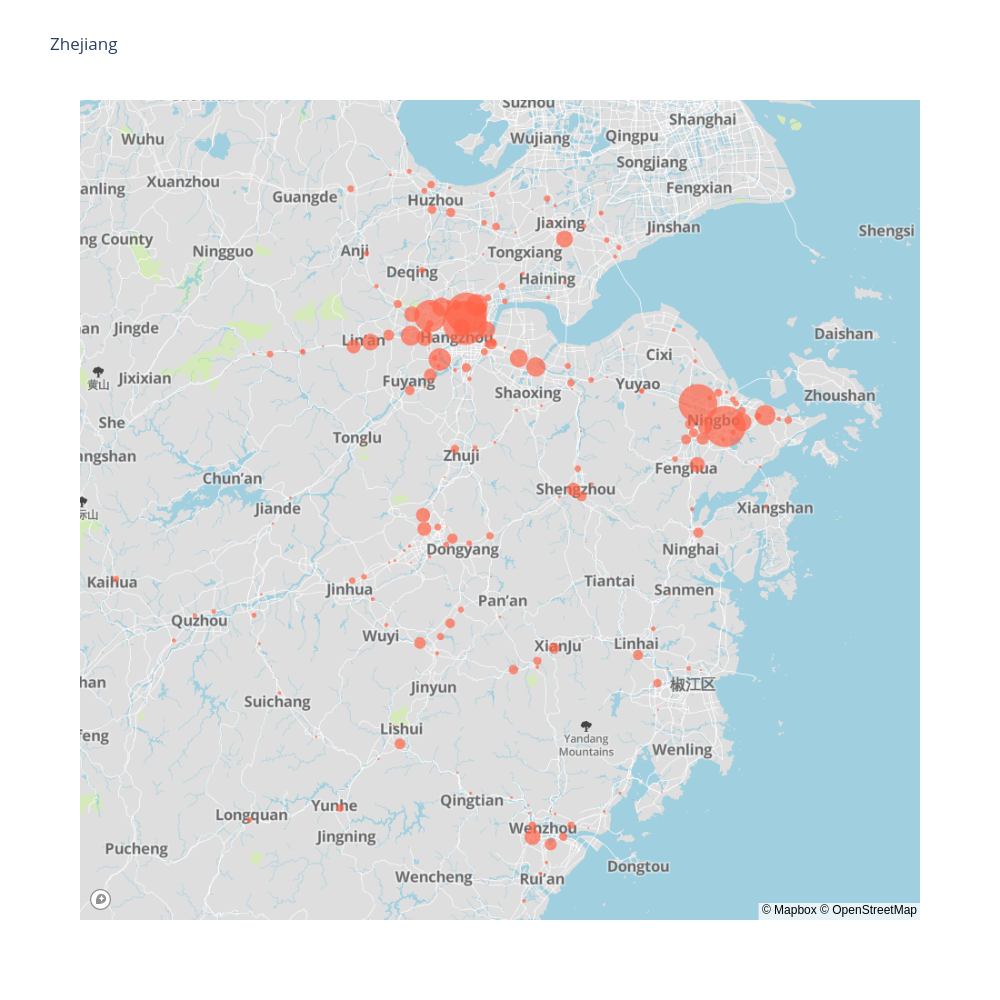 Zhejiang
Suzhou
Shanghai
Wuhu
Wujiang
Qingpu
Songjiang
Xuanzhou
anling
Fengxian
Guangde
Huzhou
Jiaxing
Jinshan
Shengsi
ng County
Ningguo
Anji
Tongxiang
Deqing
Haining
an
Jingde
Daishan
Lin'an
Hangzhou
Cixi
黄山
Jixixian
Fuyang
Yuyao
Shaoxing
Zhoushan
She
Ningbo
Tonglu
ngshan
Zhuji
Fenghua
Chun'an
Shengzhou
Jiande
Xiangshan
际山
Dongyang
Ninghai
Kaihua
Tiantai
Jinhua
Sanmen
Pan'an
Quzhou
Wuyi
XianJu
Linhai
han
Jinyun
椒江区
Suichang
Lishui
feng
Yandang
Mountains
Wenling
Yunhe
Qingtian
Longquan
Wenzhou
Jingning
Pucheng
Dongtou
Wencheng
Rui'an
© Mapbox © OpenStreetMap